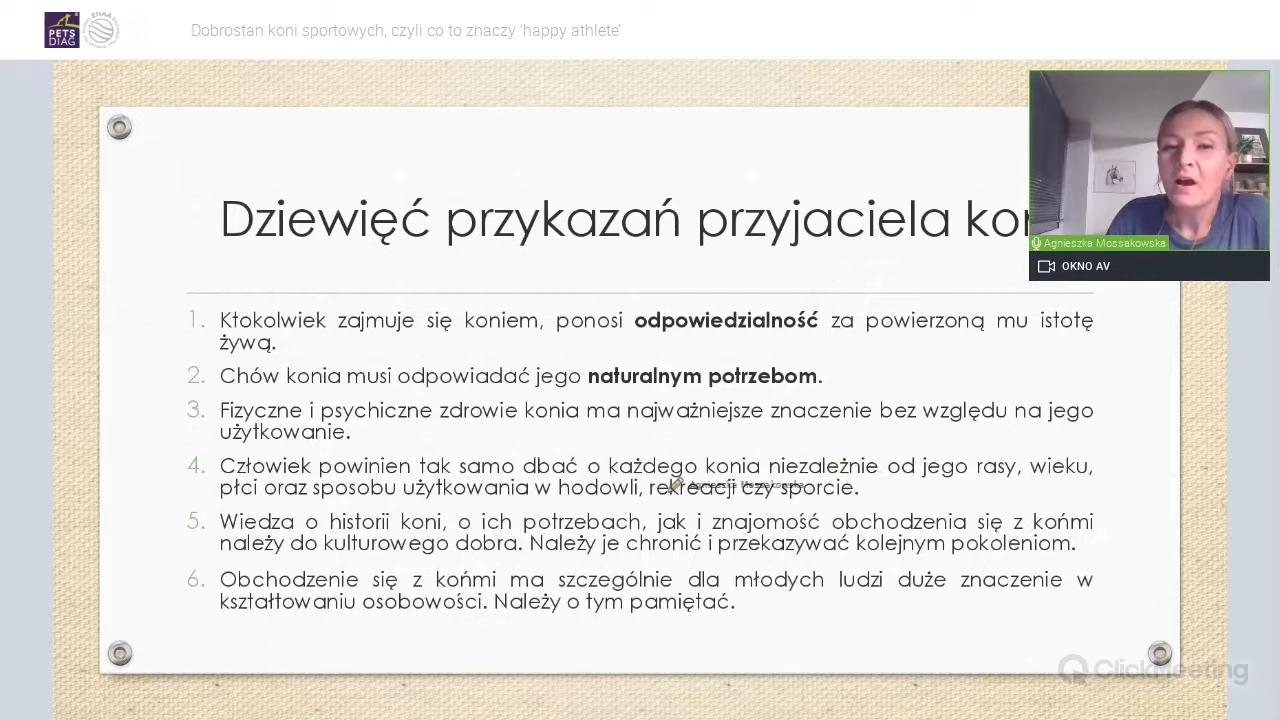 PETS
DIAG
Dobrostan koni sportowych, czyli co to znaczy 'happy athlete'
Dziewięć przykazań przyjaciela
Agnieszka Mossakowska
OKNO AV
1. Ktokolwiek zajmuje się koniem, ponosi odpowiedzialność za powierzoną mu istotę
żywą.
2. Chów konia musi odpowiadać jego naturalnym potrzebom.
3. Fizyczne i psychiczne zdrowie konia ma najważniejsze znaczenie bez względu na jego
użytkowanie.
4. Człowiek powinien tak samo dbać o każdego konia niezależnie od jego rasy, wieku,
płci oraz sposobu użytkowania w hodowli, rekreacji czy sporcie.
Agnieszka Mossakowska
5. Wiedza o historii koni, o ich potrzebach, jak i znajomość obchodzenia się z końmi
należy do kulturowego dobra. Należy je chronić i przekazywać kolejnym pokoleniom.
6. Obchodzenie się z końmi ma szczególnie dla młodych ludzi duże znaczenie w
kształtowaniu osobowości. Należy o tym pamiętać.
ClickMeeting